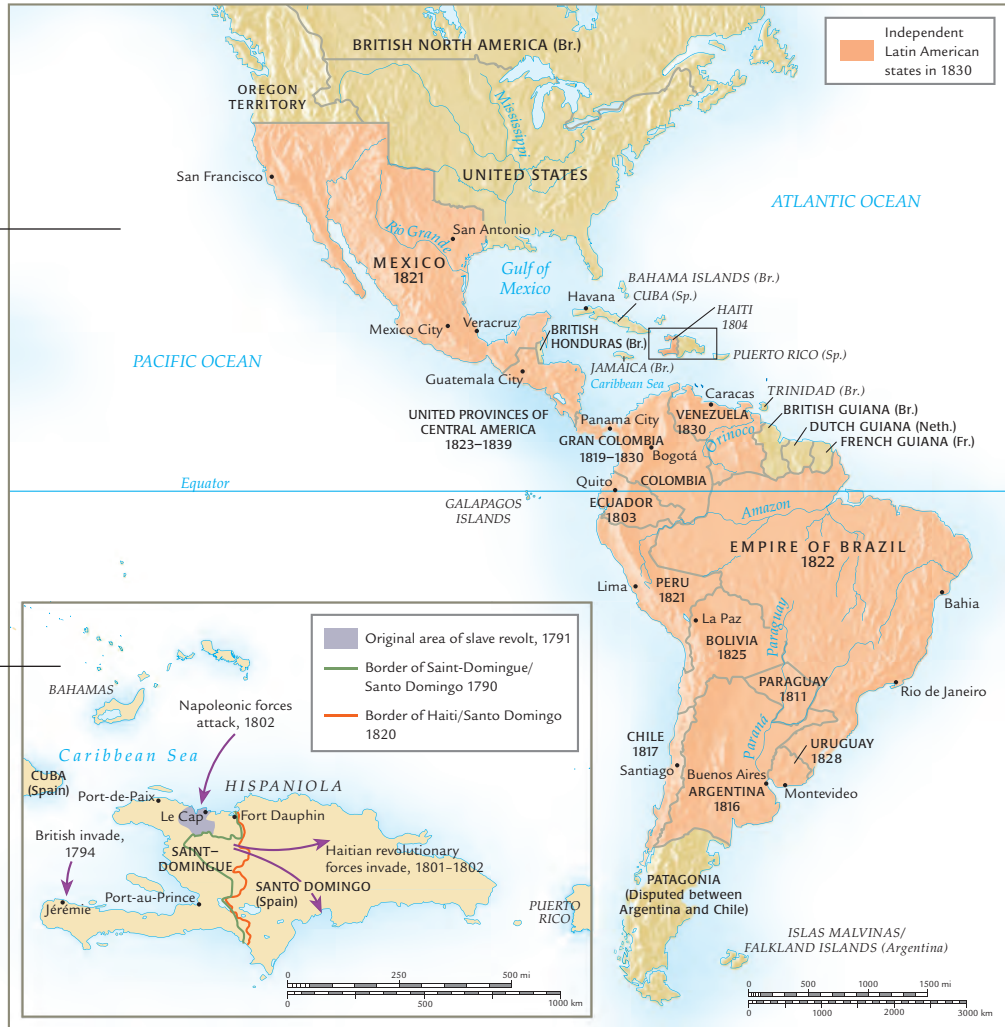 Independent
Latin American
states in 1830
BRITISH NORTH AMERICA (Br.)
OREGON
TERRITORY
Mississippi
San Francisco
UNITED STATES
ATLANTIC OCEAN
Rio Grande
San Antonio
MEXICO
1821
Gulf of
Mexico
BAHAMA ISLANDS (Br.)
Havana
CUBA (Sp.)
HAITI
1804
Mexico City
Veracruz
BRITISH
HONDURAS (Br.)
PACIFIC OCEAN
PUERTO RICO (Sp.)
JAMAICA (Br.)
Caribbean Sea
Guatemala City
TRINIDAD (Br.)
Caracas
UNITED PROVINCES OF
CENTRAL AMERICA
1823–1839
Panama City
VENEZUELA
1830
BRITISH GUIANA (Br.)
DUTCH GUIANA (Neth.)
FRENCH GUIANA (Fr.)
GRAN COLOMBIA
1819–1830
Orinoco
Bogotá
Equator
Quito
COLOMBIA
GALAPAGOS
ISLANDS
ECUADOR
1803
Amazon
EMPIRE OF BRAZIL
1822
Lima
PERU
1821
Bahia
La Paz
BOLIVIA
1825
Paraguay
PARAGUAY
1811
Rio de Janeiro
CHILE
1817
Paraná
Santiago
URUGUAY
1828
Buenos Aires
ARGENTINA
1816
Montevideo
PATAGONIA
(Disputed between
Argentina and Chile)
ISLAS MALVINAS/
FALKLAND ISLANDS (Argentina)
0 500 1000 1500 mi
0 1000 2000 3000 km
Original area of slave revolt, 1791
Border of Saint-Domingue/
Santo Domingo 1790
Border of Haiti/Santo Domingo
1820
BAHAMAS
Napoleonic forces
attack, 1802
Caribbean Sea
CUBA
(Spain)
HISPANIOLA
Port-de-Paix
Le Cap
Fort Dauphin
British invade,
1794
SAINT–
DOMINGUE
Haitian revolutionary
forces invade, 1801–1802
SANTO DOMINGO
(Spain)
Port-au-Prince
Jérémie
PUERTO
RICO
0 250 500 mi
0 500 1000 km